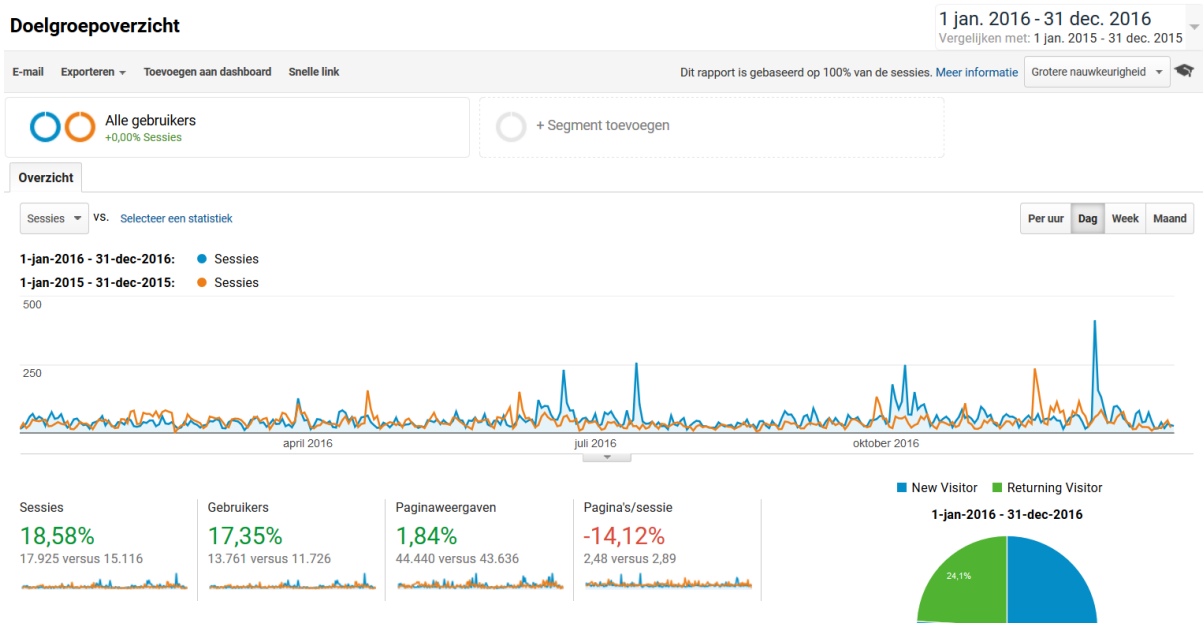 Doelgroepoverzicht
1 jan. 2016 - 31 dec. 2016
Vergelijken met: 1 jan. 2015 - 31 dec. 2015
E-mail Exporteren Toevoegen aan dashboard Snelle link
Dit rapport is gebaseerd op 100% van de sessies. Meer informatie Grotere nauwkeurigheid
Alle gebruikers
+0,00% Sessies
+ Segment toevoegen
Overzicht
Sessies vs. Selecteer een statistiek
Per uur Dag Week Maand
1-jan-2016 - 31-dec-2016: Sessies
1-jan-2015 - 31-dec-2015: Sessies
500
250
april 2016 juli 2016 oktober 2016
Sessies
18,58%
17.925 versus 15.116
Gebruikers
17,35%
13.761 versus 11.726
Paginaweergaven
1,84%
44.440 versus 43.636
Pagina's/sessie
-14,12%
2,48 versus 2,89
New Visitor Returning Visitor
1-jan-2016 - 31-dec-2016
24,1%